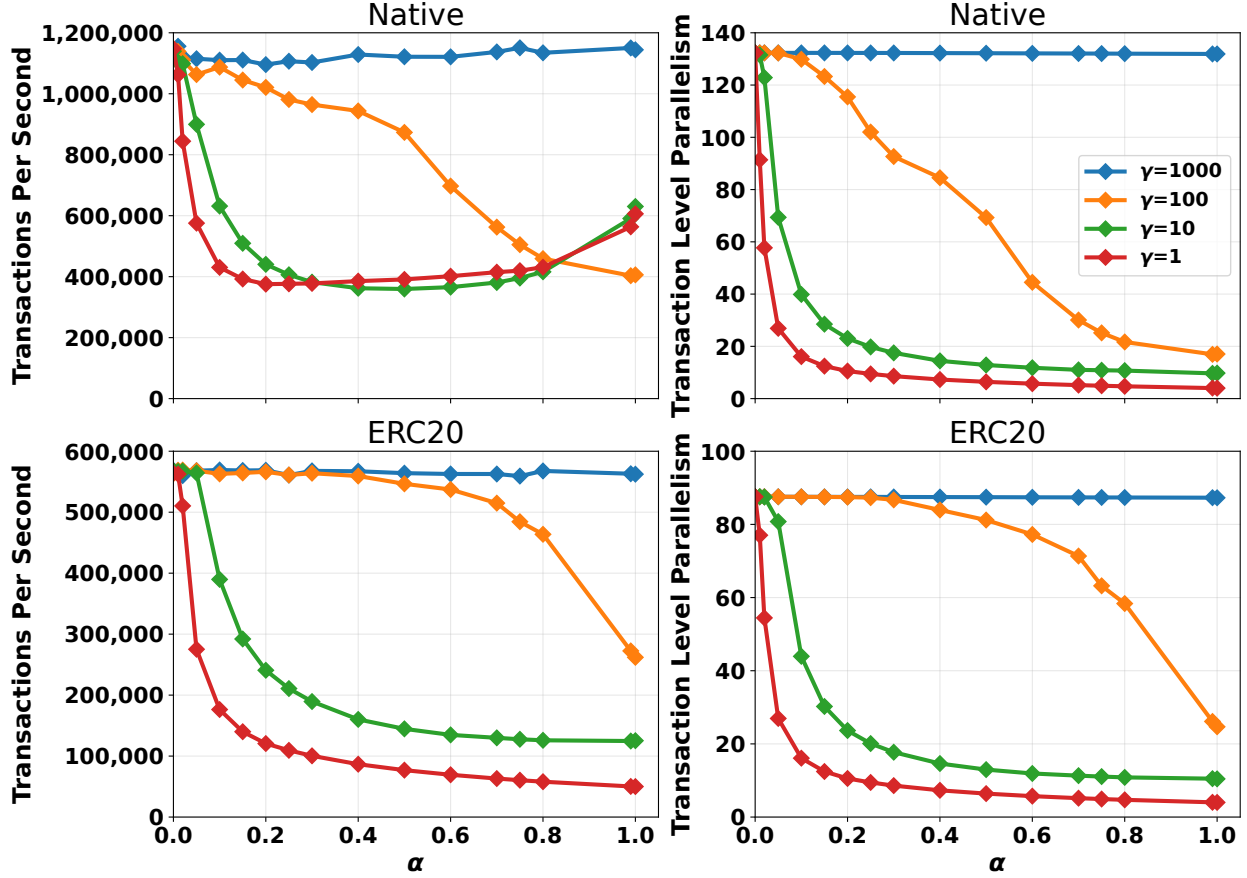 Native
Transactions Per Second
1,200,000
1,000,000
800,000
600,000
400,000
200,000
0
Native
Transaction Level Parallelism
140
120
100
80
60
40
20
0
γ=1000
γ=100
γ=10
γ=1
ERC20
Transactions Per Second
600,000
500,000
400,000
300,000
200,000
100,000
0
0.0 0.2 0.4 0.6 0.8 1.0
α
ERC20
Transaction Level Parallelism
100
80
60
40
20
0
0.0 0.2 0.4 0.6 0.8 1.0
α